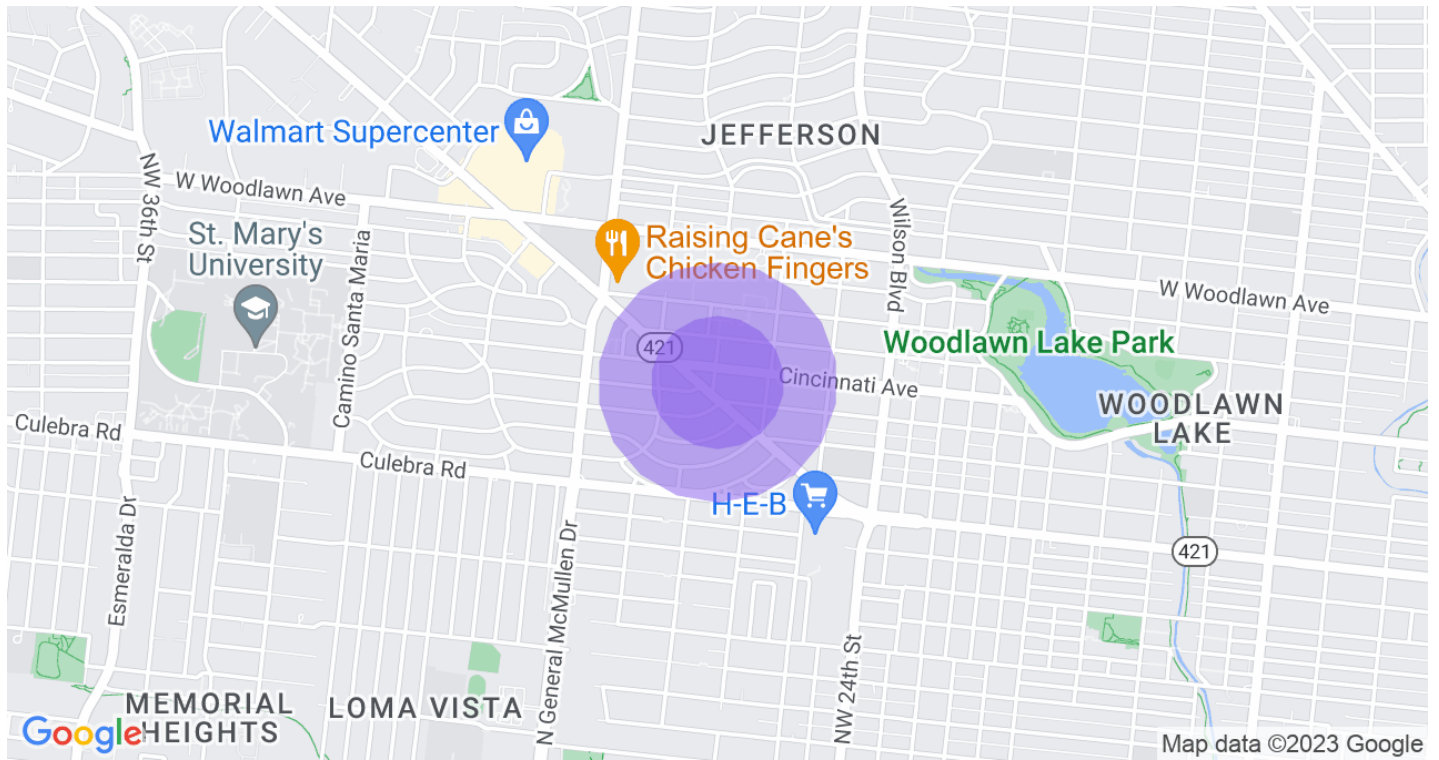 Walmart Supercenter
JEFFERSON
NW 36th St
W Woodlawn Ave
St. Mary's
University
Camino Santa Maria
Raising Cane's
Chicken Fingers
Wilson Blvd
W Woodlawn Ave
421
Woodlawn Lake Park
Cincinnati Ave
WOODLAWN
LAKE
Culebra Rd
Culebra Rd
H-E-B
Esmeralda Dr
N General McMullen Dr
421
NW 24th St
MEMORIAL
HEIGHTS
LOMA VISTA
Google
Map data ©2023 Google